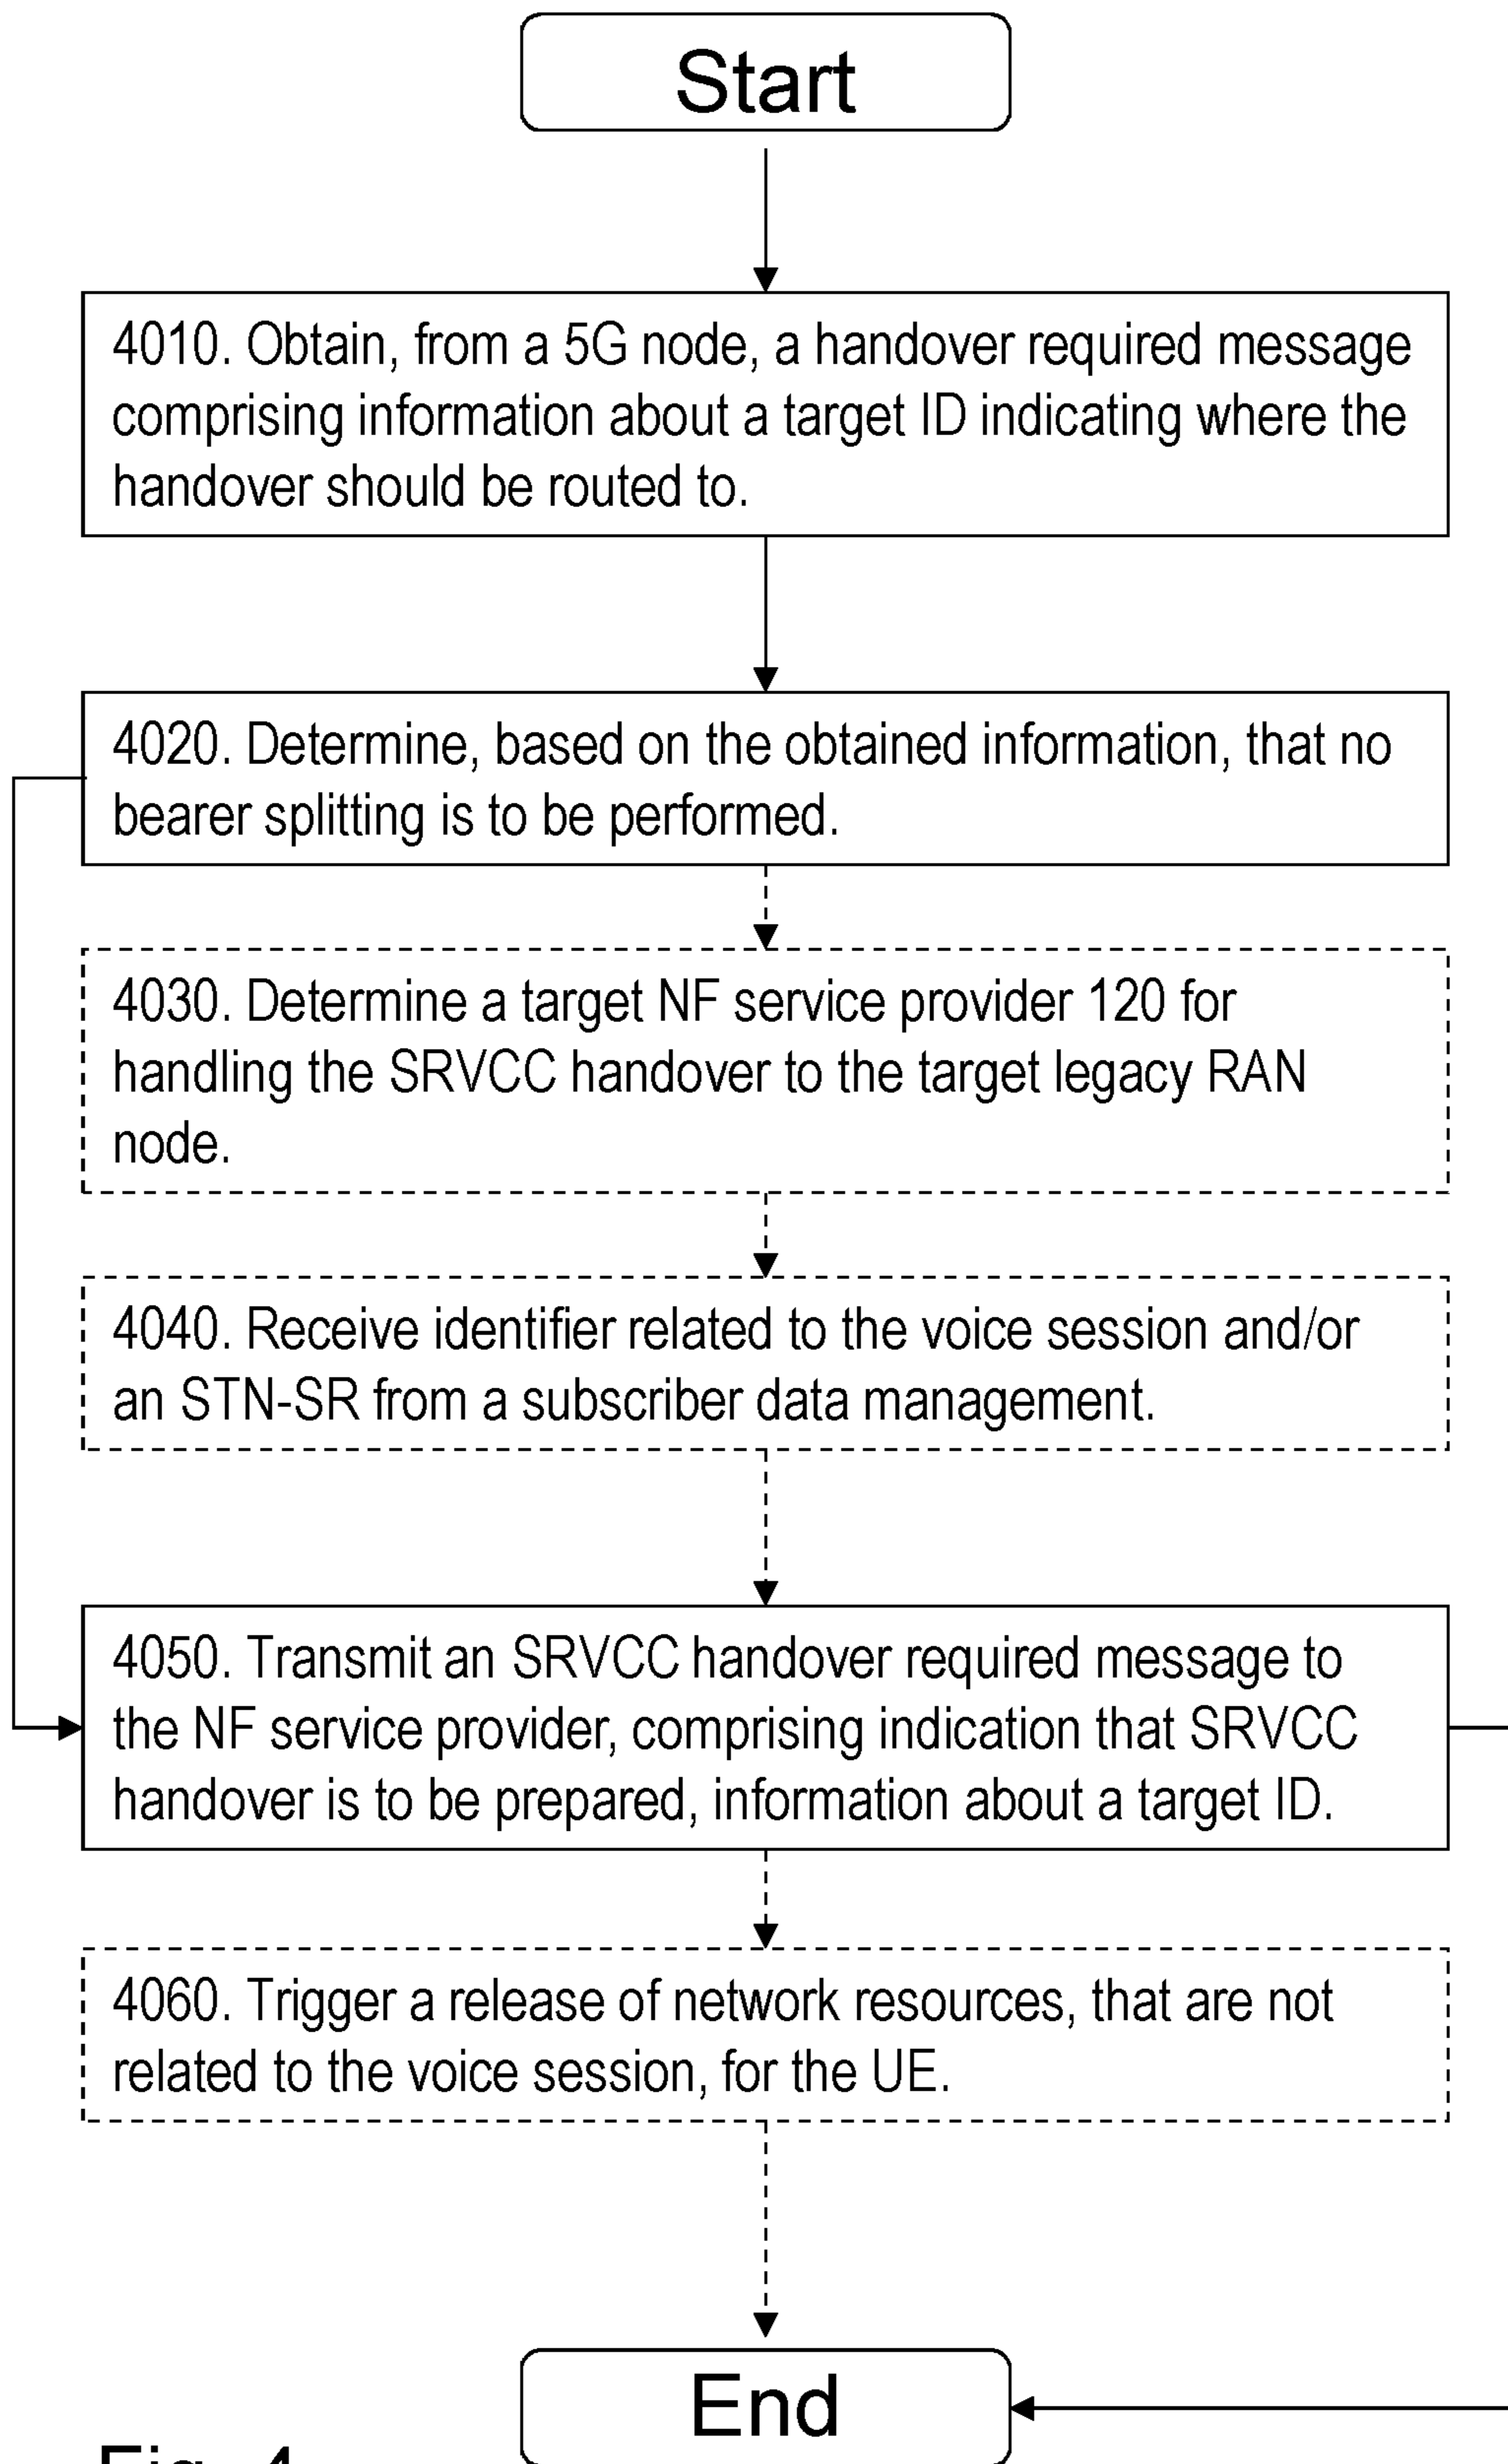 Start
4010. Obtain, from a 5G node, a handover required message
comprising information about a target ID indicating where the
handover should be routed to.
4020. Determine, based on the obtained information, that no
bearer splitting is to be performed.
4030. Determine a target NF service provider 120 for
handling the SRVCC handover to the target legacy RAN
node.
4040. Receive identifier related to the voice session and/or
an STN-SR from a subscriber data management.
4050. Transmit an SRVCC handover required message to
the NF service provider, comprising indication that SRVCC
handover is to be prepared, information about a target ID.
4060. Trigger a release of network resources, that are not
related to the voice session, for the UE.
End
Fig. 4